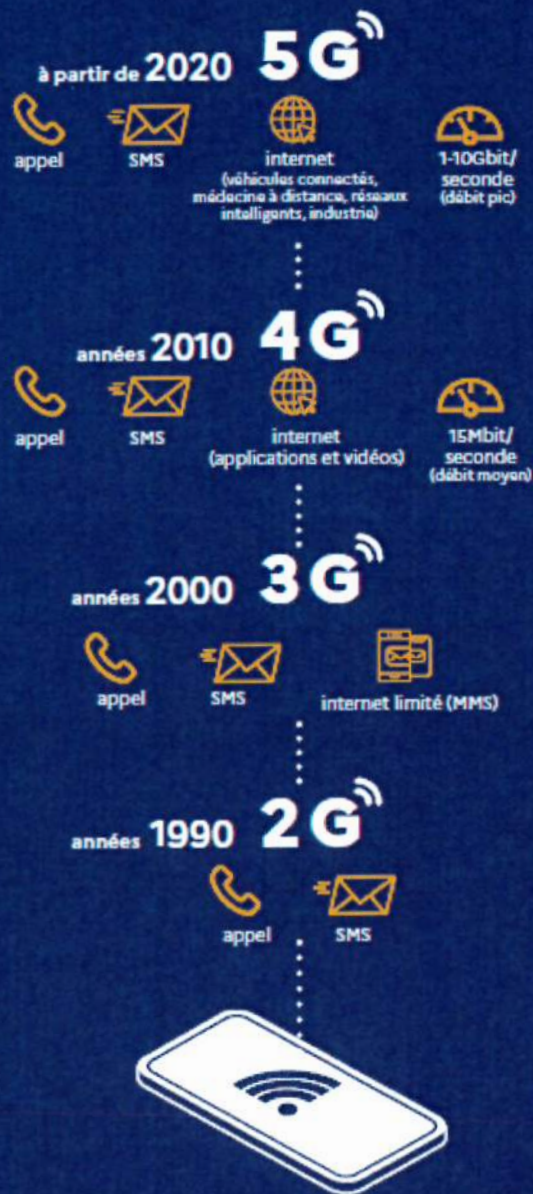 à partir de 2020 5G
appel
SMS
internet
(véhicules connectés,
médecine à distance, réseaux
intelligents, industrie)
1-10Gbit/
seconde
(débit pic)
années 2010 4G
appel
SMS
internet
(applications et vidéos)
15Mbit/
seconde
(débit moyen)
années 2000 3G
appel
SMS
internet limité (MMS)
années 1990 2G
appel
SMS